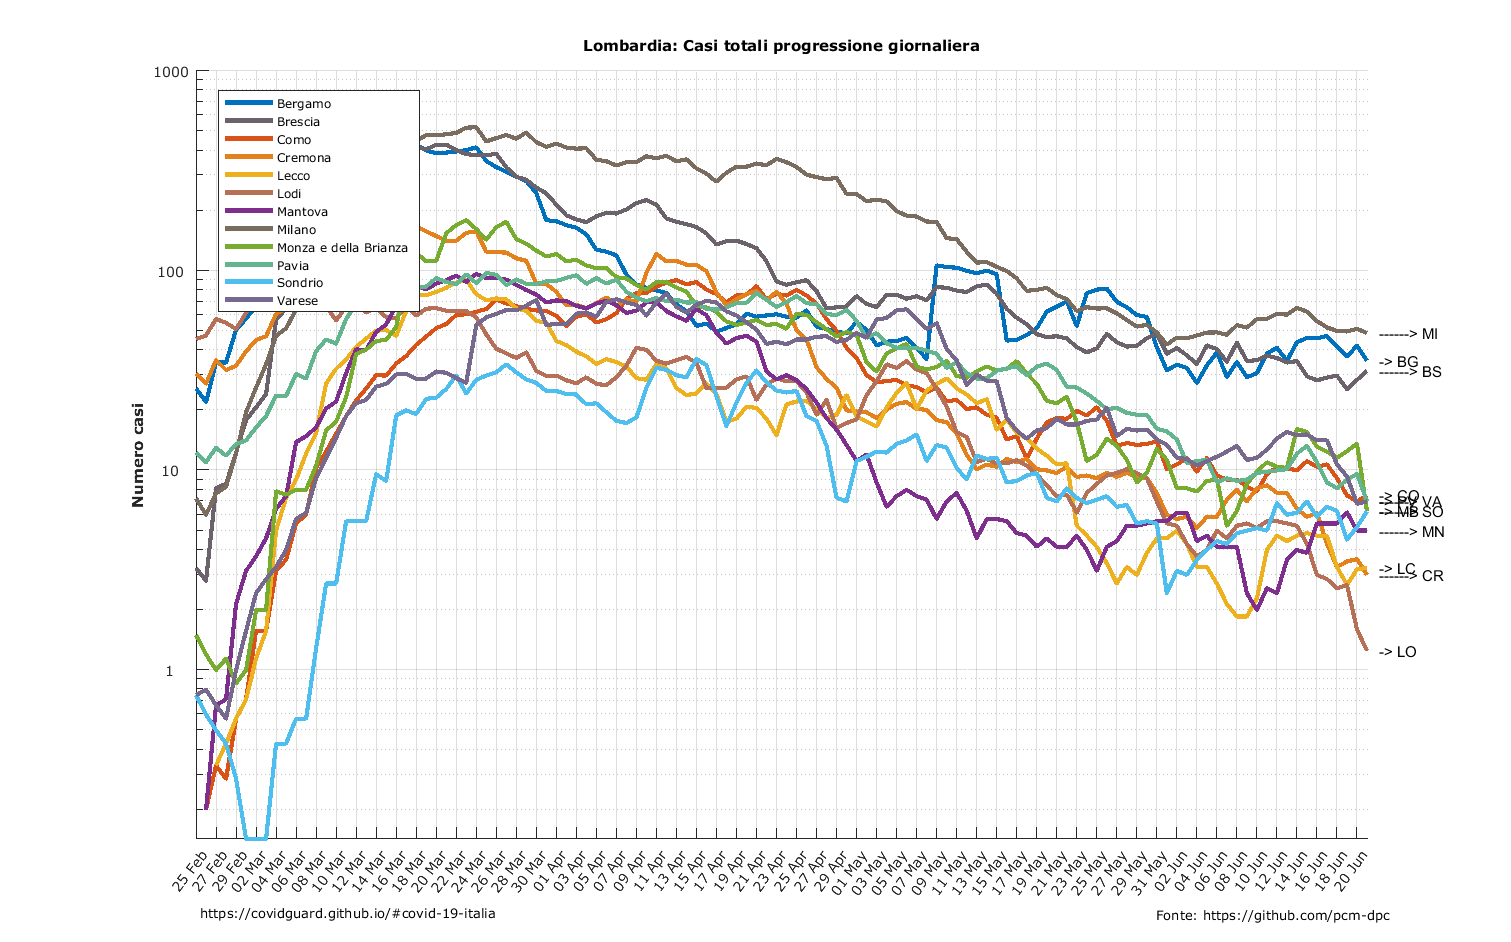 Lombardia: Casi totali progressione giornaliera
Numero casi
1000
100
10
1
Bergamo
Brescia
Como
Cremona
Lecco
Lodi
Mantova
Milano
Monza e della Brianza
Pavia
Sondrio
Varese
------> MI
-> BG
------> BS
-> CO
------> VA
------> SO
------> MN
-> LC
------> CR
-> LO
25 Feb
27 Feb
29 Feb
02 Mar
04 Mar
06 Mar
08 Mar
10 Mar
12 Mar
14 Mar
16 Mar
18 Mar
20 Mar
22 Mar
24 Mar
26 Mar
28 Mar
30 Mar
01 Apr
03 Apr
05 Apr
07 Apr
09 Apr
11 Apr
13 Apr
15 Apr
17 Apr
19 Apr
21 Apr
23 Apr
25 Apr
27 Apr
29 Apr
01 May
03 May
05 May
07 May
09 May
11 May
13 May
15 May
17 May
19 May
21 May
23 May
25 May
27 May
29 May
31 May
02 Jun
04 Jun
06 Jun
08 Jun
10 Jun
12 Jun
14 Jun
16 Jun
18 Jun
20 Jun
https://covidguard.github.io/#covid-19-italia
Fonte: https://github.com/pcm-dpc